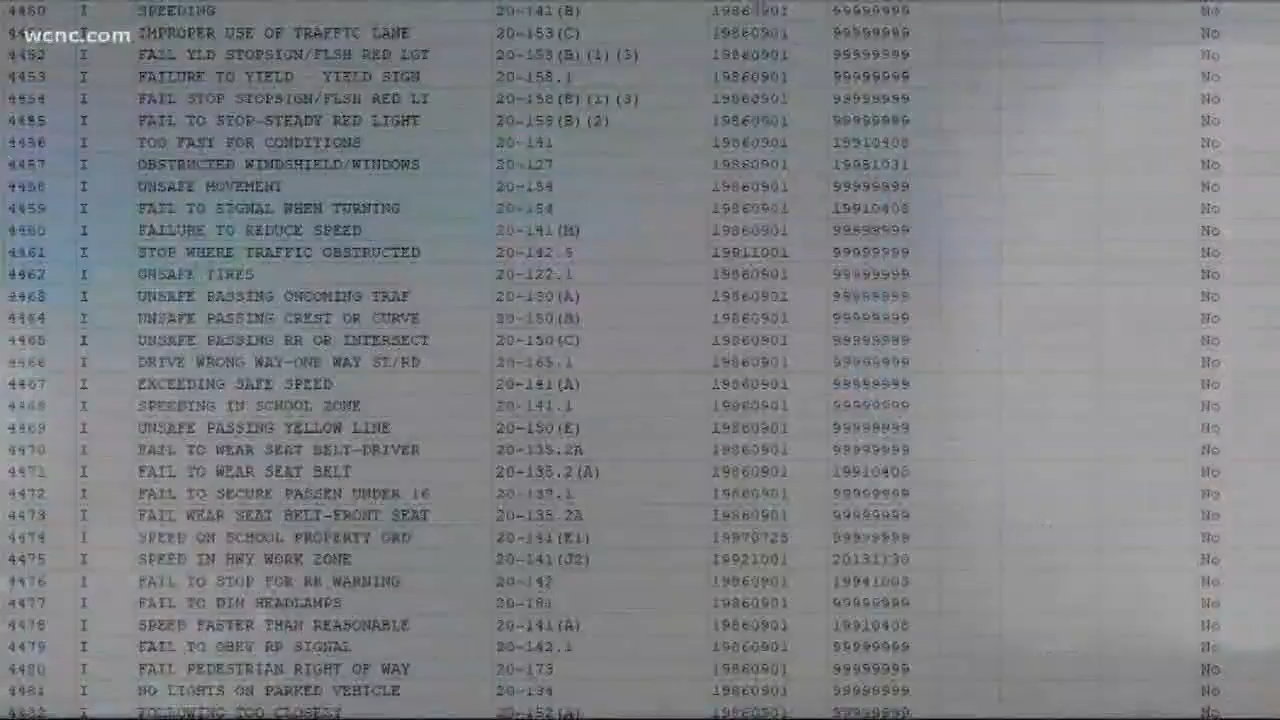 4450 I SPEEDING 20-141(B) 19860901 99999999 No
wcnc.com
I IMPROPER USE OF TRAFFIC LANE 20-153(C) 19860901 99999999 No
4452 I FAIL YLD STOPSIGN/FLSH RED LGT 20-158(B)(1)(3) 19860901 99999999 No
4453 I FAILURE TO YIELD - YIELD SIGN 20-158.1 19860901 99999999 No
4454 I FAIL STOP STOPSIGN/FLSH RED LT 20-158(B)(1)(3) 19860901 99999999 No
4455 I FAIL TO STOP-STEADY RED LIGHT 20-158(B)(2) 19860901 99999999 No
4456 I TOO FAST FOR CONDITIONS 20-141 19860901 19910408 No
4457 I OBSTRUCTED WINDSHIELD/WINDOWS 20-127 19860901 19981031 No
4458 I UNSAFE MOVEMENT 20-154 19860901 99999999 No
4459 I FAIL TO SIGNAL WHEN TURNING 20-154 19860901 19910408 No
4460 I FAILURE TO REDUCE SPEED 20-141(M) 19860901 99999999 No
4461 I STOP WHERE TRAFFIC OBSTRUCTED 20-142.5 19911001 99999999 No
4462 I UNSAFE TIRES 20-122.1 19860901 99999999 No
4463 I UNSAFE PASSING ONCOMING TRAF 20-150(A) 19860901 99999999 No
4464 I UNSAFE PASSING CREST OR CURVE 20-150(B) 19860901 99999999 No
4465 I UNSAFE PASSING RR OR INTERSECT 20-150(C) 19860901 99999999 No
4466 I DRIVE WRONG WAY-ONE WAY ST/RD 20-165.1 19860901 99999999 No
4467 I EXCEEDING SAFE SPEED 20-141(A) 19860901 99999999 No
4468 I SPEEDING IN SCHOOL ZONE 20-141.1 19860901 99999999 No
4469 I UNSAFE PASSING YELLOW LINE 20-150(E) 19860901 99999999 No
4470 I FAIL TO WEAR SEAT BELT-DRIVER 20-135.2A 19860901 99999999 No
4471 I FAIL TO WEAR SEAT BELT 20-135.2(A) 19860901 19910408 No
4472 I FAIL TO SECURE PASSEN UNDER 16 20-137.1 19860901 99999999 No
4473 I FAIL WEAR SEAT BELT-FRONT SEAT 20-135.2A 19860901 99999999 No
4474 I SPEED ON SCHOOL PROPERTY GRD 20-141(E1) 19970725 99999999 No
4475 I SPEED IN HWY WORK ZONE 20-141(J2) 19921001 20131130 No
4476 I FAIL TO STOP FOR RR WARNING 20-142 19860901 19941003 No
4477 I FAIL TO DIM HEADLAMPS 19860901 99999999 No
4478 I SPEED FASTER THAN REASONABLE 20-141(A) 19860901 19910408 No
4479 I FAIL TO OBEY RR SIGNAL 20-142.1 19860901 99999999 No
4480 I FAIL PEDESTRIAN RIGHT OF WAY 20-173 19860901 99999999 No
4481 I NO LIGHTS ON PARKED VEHICLE 20-134 19860901 99999999 No
4482 I FOLLOWING TOO CLOSELY 20-152(A) 19860901 99999999 No